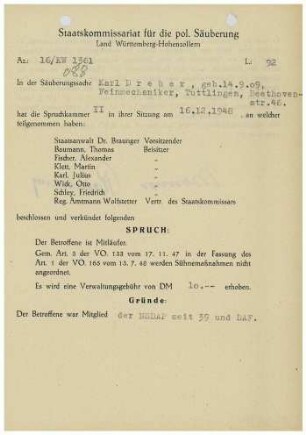 Staatskommissariat für die pol. Säuberung
Land Württemberg-Hohenzollern
Az: 16/KW 1361 L: 92
088
In der Säuberungssache Karl Dreher, geb.14.9.09,
Feinmechaniker, Tuttlingen, Beethoven-
str.46.
hat die Spruchkammer II in ihrer Sitzung am 16.12.1948 an welcher
teilgenommen haben:
Staatsanwalt Dr. Braunger Vorsitzender
Baumann, Thomas Beisitzer
Fischer, Alexander "
Klett, Martin "
Karl, Julius "
Wick, Otto "
Schley, Friedrich "
Reg. Amtmann Wollstetter Vertr. des Staatskommissars
beschlossen und verkündet folgenden
SPRUCH:
Der Betroffene ist Mitläufer.
Gem. Art. 2 der VO. 133 vom 17. 11. 47 in der Fassung des
Art. 1 der VO. 165 vom 13. 7. 48 werden Sühnemaßnahmen nicht
angeordnet.
Es wird eine Verwaltungsgebühr von DM 10.-- erhoben.
Gründe:
Der Betroffene war Mitglied der NSDAP seit 39 und DAF.